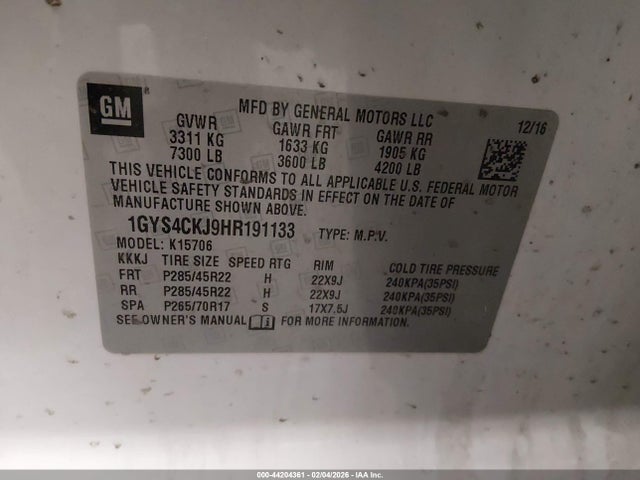 GM
MFD BY GENERAL MOTORS LLC
12/16
GVWR GAWR FRT GAWR RR
3311 KG 1633 KG 1905 KG
7300 LB 3600 LB 4200 LB
THIS VEHICLE CONFORMS TO ALL APPLICABLE U.S. FEDERAL MOTOR
VEHICLE SAFETY STANDARDS IN EFFECT ON THE DATE OF
MANUFACTURE SHOWN ABOVE.
1GYS4CKJ9HR191133 TYPE: M.P.V.
MODEL: K15706
KKKJ TIRE SIZE SPEED RTG RIM COLD TIRE PRESSURE
FRT P285/45R22 H 22X9J 240KPA(35PSI)
RR P285/45R22 H 22X9J 240KPA(35PSI)
SPA P265/70R17 S 17X7.5J 240KPA(35PSI)
SEE OWNER'S MANUAL FOR MORE INFORMATION.
000-44204361 - 02/04/2026 - IAA Inc.